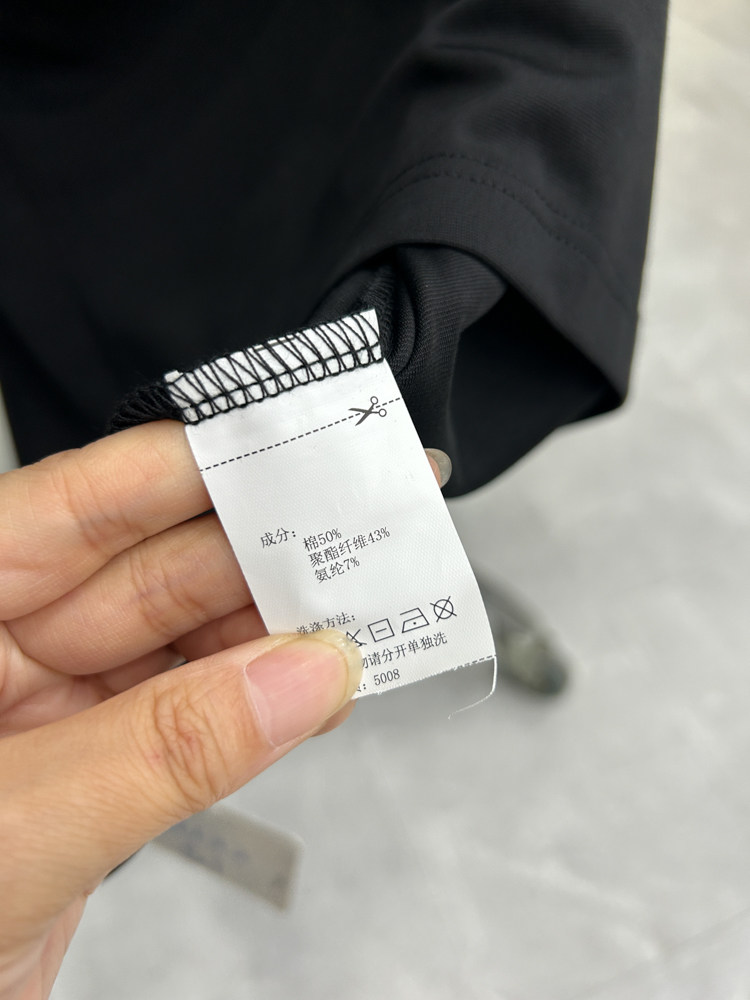 成分：棉50%
聚酯纤维43%
氨纶7%
洗涤方法：
请分开单独洗
：5008